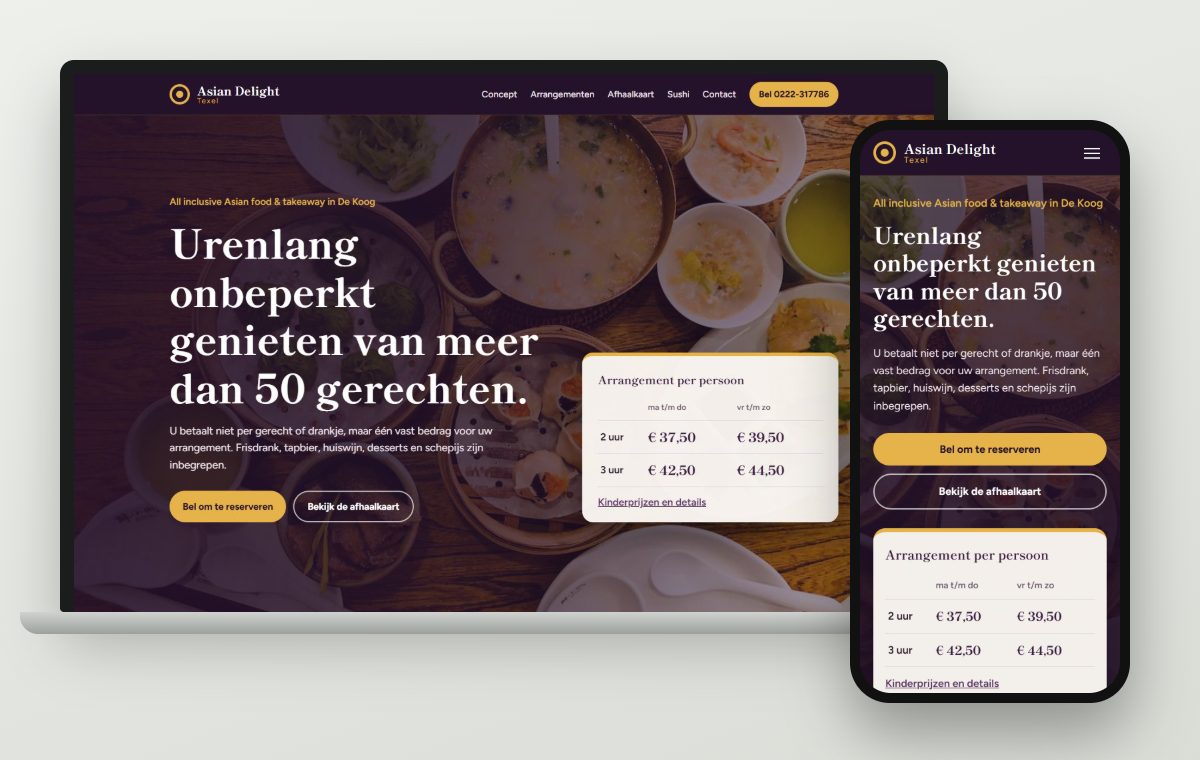 Asian Delight
Texel
Concept Arrangementen Afhaalkaart Sushi Contact Bel 0222-317786
All inclusive Asian food & takeaway in De Koog
Urenlang
onbeperkt
genieten van meer
dan 50 gerechten.
U betaalt niet per gerecht of drankje, maar één vast bedrag voor uw
arrangement. Frisdrank, tapbier, huiswijn, desserts en schepijs zijn
inbegrepen.
Bel om te reserveren Bekijk de afhaalkaart
Arrangement per persoon
ma t/m do vr t/m zo
2 uur € 37,50 € 39,50
3 uur € 42,50 € 44,50
Kinderprijzen en details
Asian Delight
Texel
All inclusive Asian food & takeaway in De Koog
Urenlang
onbeperkt genieten
van meer dan 50
gerechten.
U betaalt niet per gerecht of drankje, maar één
vast bedrag voor uw arrangement. Frisdrank,
tapbier, huiswijn, desserts en schepijs zijn
inbegrepen.
Bel om te reserveren
Bekijk de afhaalkaart
Arrangement per persoon
ma t/m do vr t/m zo
2 uur € 37,50 € 39,50
3 uur € 42,50 € 44,50
Kinderprijzen en details